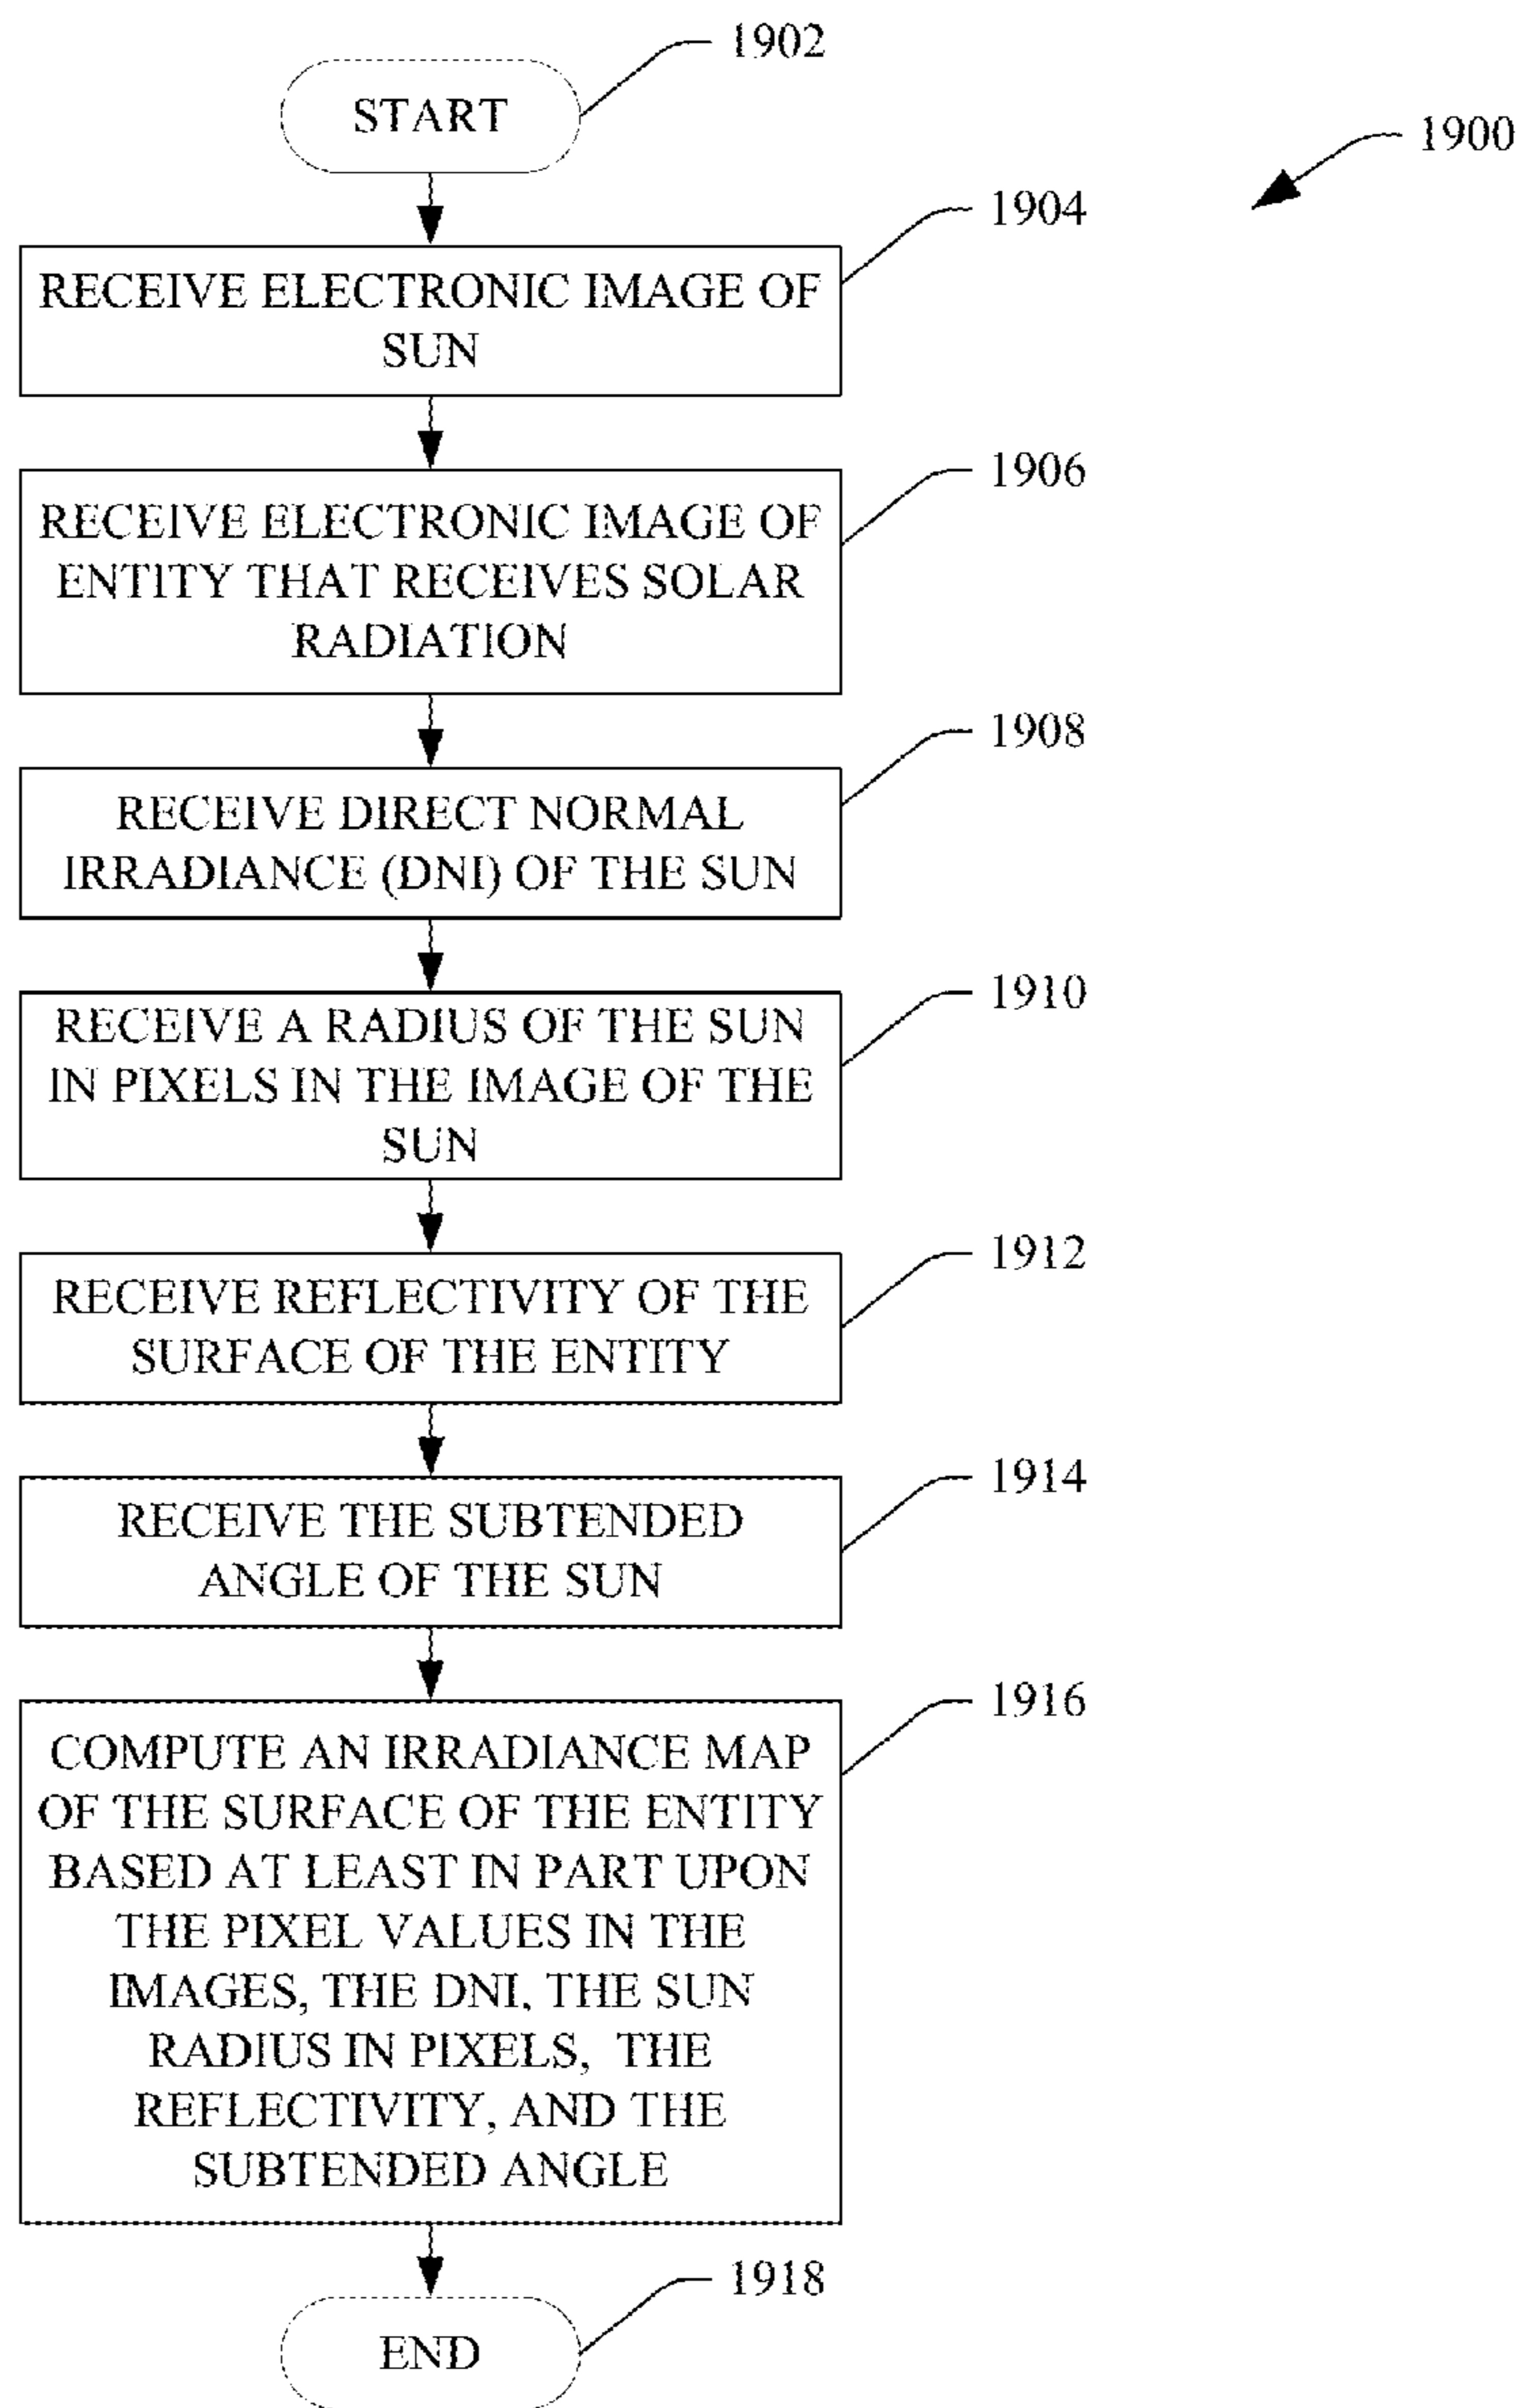 1902
START
1900
1904
RECEIVE ELECTRONIC IMAGE OF
SUN
1906
RECEIVE ELECTRONIC IMAGE OF
ENTITY THAT RECEIVES SOLAR
RADIATION
1908
RECEIVE DIRECT NORMAL
IRRADIANCE (DNI) OF THE SUN
1910
RECEIVE A RADIUS OF THE SUN
IN PIXELS IN THE IMAGE OF THE
SUN
1912
RECEIVE REFLECTIVITY OF THE
SURFACE OF THE ENTITY
1914
RECEIVE THE SUBTENDED
ANGLE OF THE SUN
1916
COMPUTE AN IRRADIANCE MAP
OF THE SURFACE OF THE ENTITY
BASED AT LEAST IN PART UPON
THE PIXEL VALUES IN THE
IMAGES, THE DNI, THE SUN
RADIUS IN PIXELS, THE
REFLECTIVITY, AND THE
SUBTENDED ANGLE
1918
END